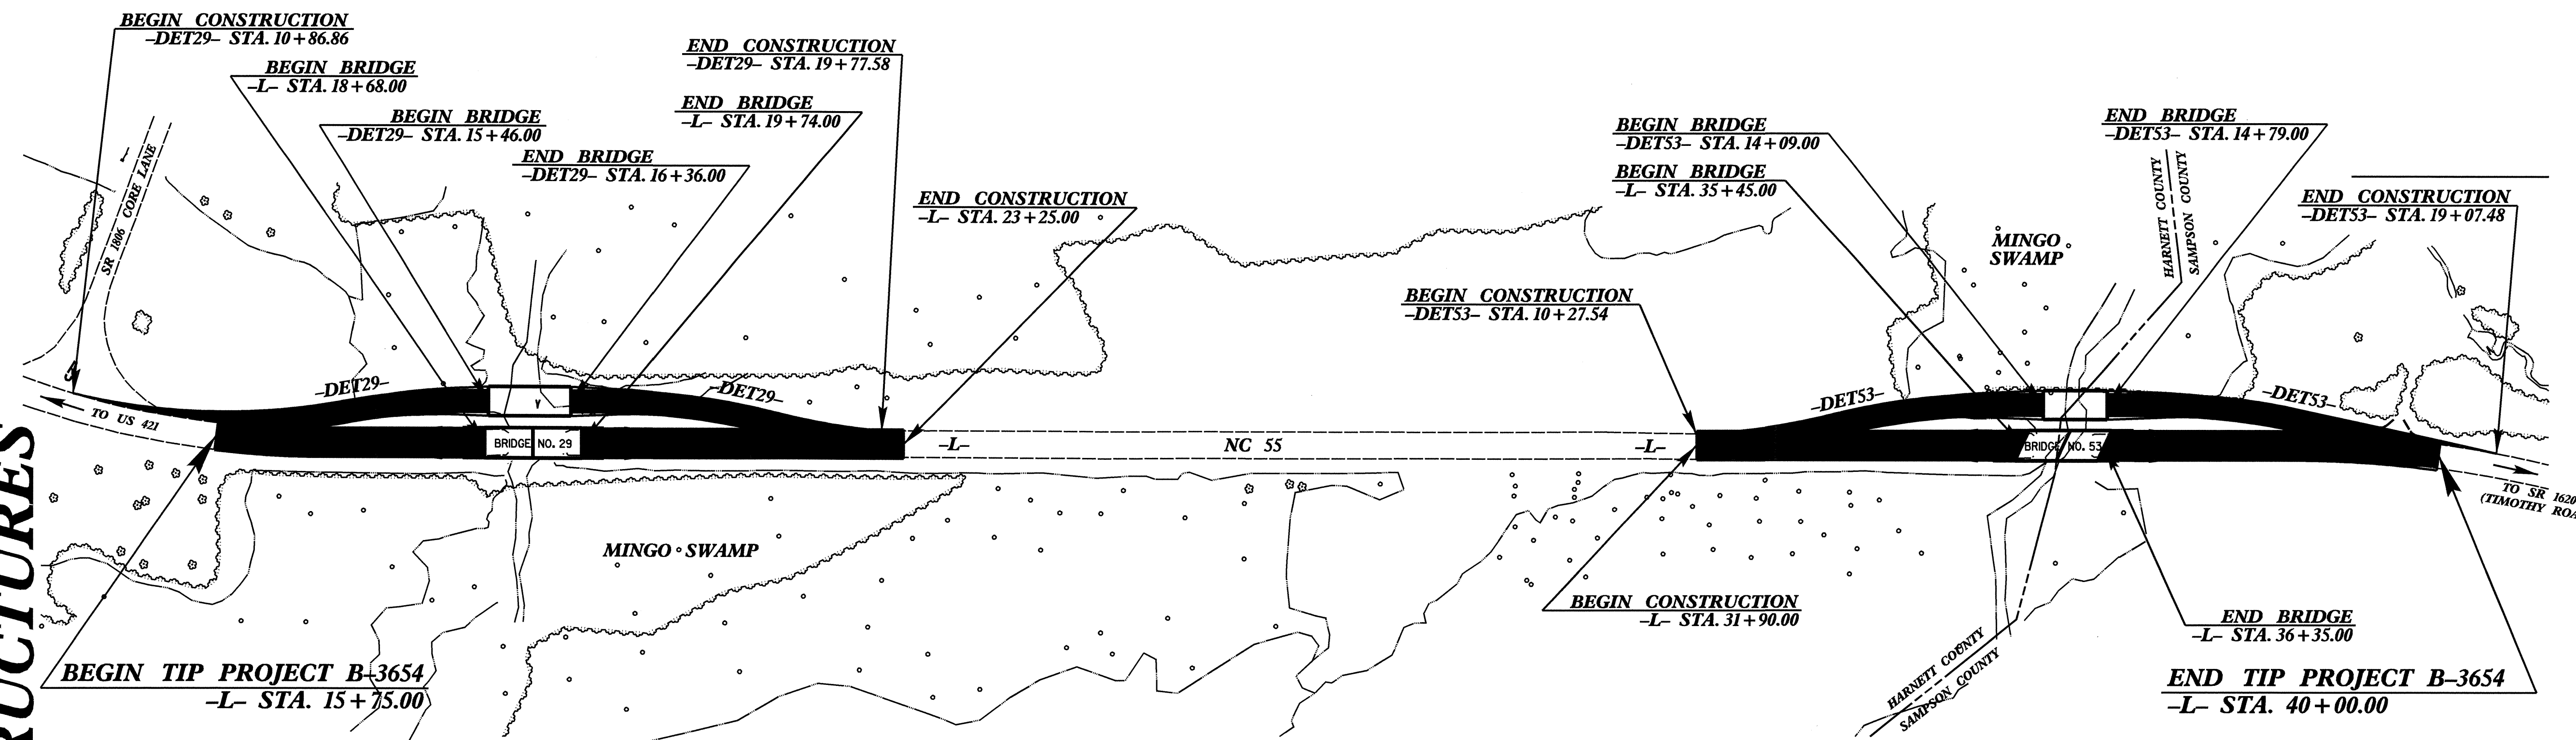 BEGIN CONSTRUCTION
–DET29– STA. 10+86.86
BEGIN BRIDGE
–L– STA. 18+68.00
BEGIN BRIDGE
–DET29– STA. 15+46.00
END BRIDGE
–DET29– STA. 16+36.00
END CONSTRUCTION
–DET29– STA. 19+77.58
END BRIDGE
–L– STA. 19+74.00
END CONSTRUCTION
–L– STA. 23+25.00
BEGIN BRIDGE
–DET53– STA. 14+09.00
BEGIN BRIDGE
–L– STA. 35+45.00
END BRIDGE
–DET53– STA. 14+79.00
END CONSTRUCTION
–DET53– STA. 19+07.48
BEGIN CONSTRUCTION
–DET53– STA. 10+27.54
SR 1806 CORE LANE
HARNETT COUNTY
SAMPSON COUNTY
MINGO
SWAMP
–DET29–
–DET29–
–DET53–
–DET53–
TO US 421
BRIDGE NO. 29
–L–
NC 55
–L–
BRIDGE NO. 53
TO SR 1620
(TIMOTHY ROA
MINGO SWAMP
BEGIN CONSTRUCTION
–L– STA. 31+90.00
END BRIDGE
–L– STA. 36+35.00
HARNETT COUNTY
SAMPSON COUNTY
BEGIN TIP PROJECT B–3654
–L– STA. 15+75.00
END TIP PROJECT B–3654
–L– STA. 40+00.00
RUCTURES